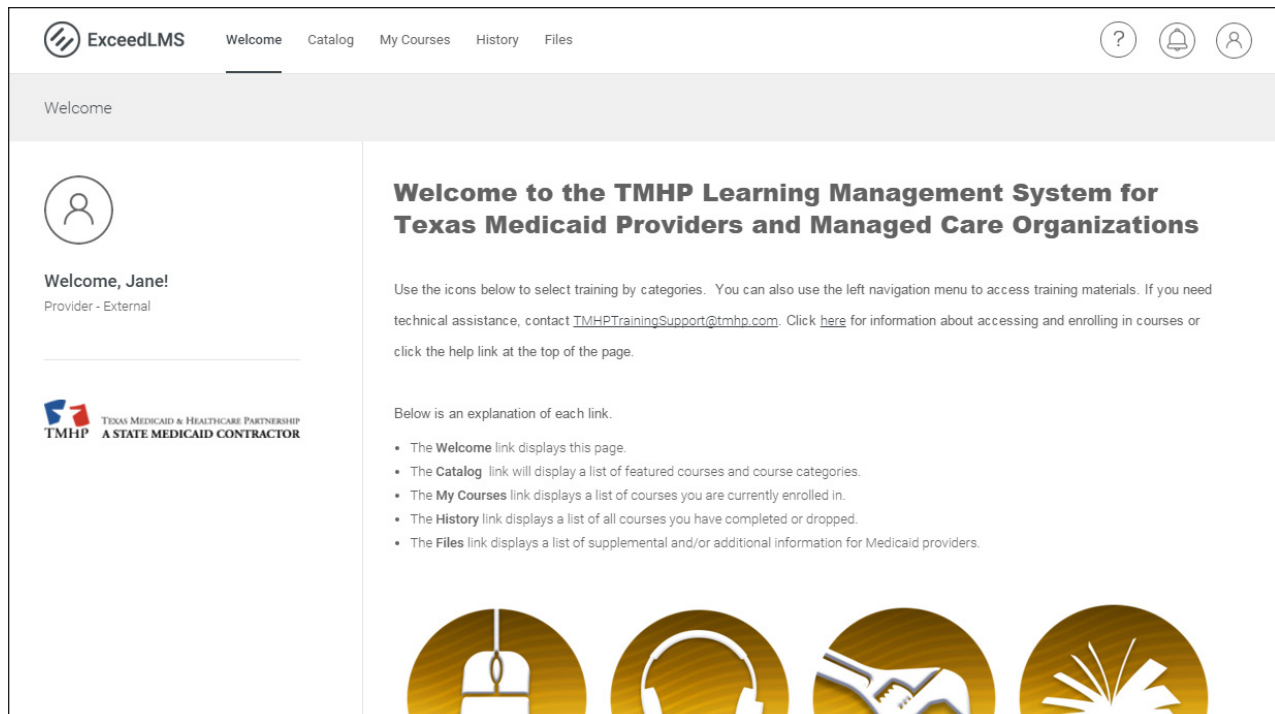 ExceedLMS Welcome Catalog My Courses History Files ?
Welcome
Welcome, Jane!
Provider - External
TMHP
TEXAS MEDICAID & HEALTHCARE PARTNERSHIP
A STATE MEDICAID CONTRACTOR
Welcome to the TMHP Learning Management System for
Texas Medicaid Providers and Managed Care Organizations
Use the icons below to select training by categories.  You can also use the left navigation menu to access training materials. If you need
technical assistance, contact TMHPTrainingSupport@tmhp.com. Click here for information about accessing and enrolling in courses or
click the help link at the top of the page.
Below is an explanation of each link.
• The Welcome link displays this page.
• The Catalog  link will display a list of featured courses and course categories.
• The My Courses link displays a list of courses you are currently enrolled in.
• The History link displays a list of all courses you have completed or dropped.
• The Files link displays a list of supplemental and/or additional information for Medicaid providers.